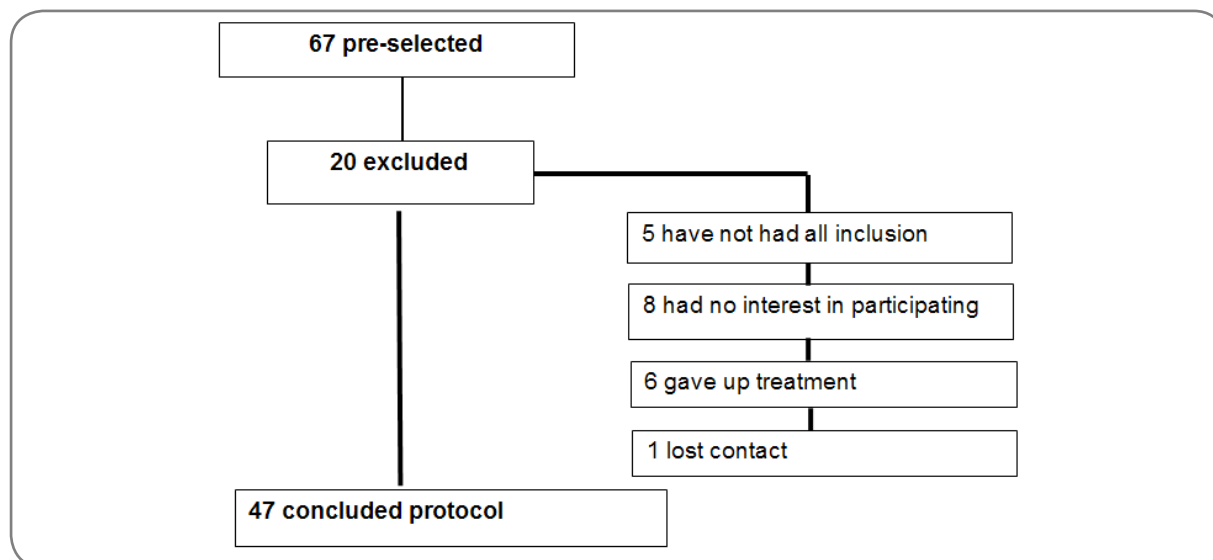 67 pre-selected
20 excluded
5 have not had all inclusion
8 had no interest in participating
6 gave up treatment
1 lost contact
47 concluded protocol